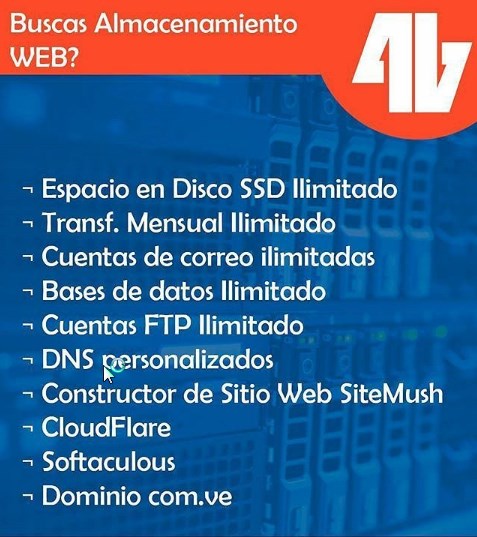 Buscas Almacenamiento
WEB?
¬ Espacio en Disco SSD Ilimitado
¬ Transf. Mensual Ilimitado
¬ Cuentas de correo ilimitadas
¬ Bases de datos Ilimitado
¬ Cuentas FTP Ilimitado
¬ DNS personalizados
¬ Constructor de Sitio Web SiteMush
¬ CloudFlare
¬ Softaculous
¬ Dominio com.ve